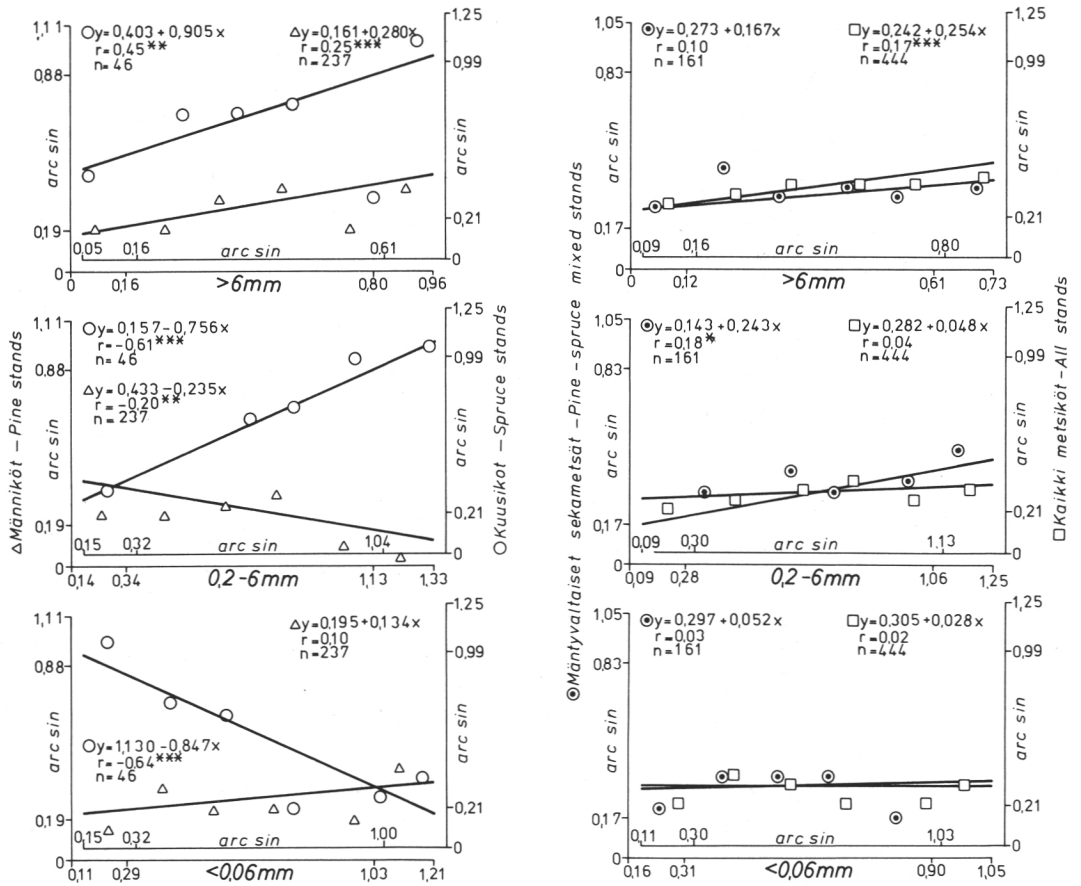 1,11
0,88
0,19
0
arc sin
○y=0,403+0,905x
r=0,45**
n=46
△y=0,161+0,280x
r=0,25***
n=237
1,25
0,99
0,21
0
arc sin
0,05 0,16 arc sin 0,61
0 0,16 >6mm 0,80 0,96
1,05
0,83
0,17
0
arc sin
⊙y=0,273+0,167x
r=0,10
n=161
□y=0,242+0,254x
r=0,17***
n=444
1,25
0,99
0,21
0
arc sin
0,09 0,16 arc sin 0,80
0 0,12 >6mm 0,61 0,73
△Männiköt – Pine stands
1,11
0,88
0,19
0
arc sin
○y=0,157-0,756x
r=-0,61***
n=46
△y=0,433-0,235x
r=-0,20**
n=237
1,25
0,99
0,21
0
arc sin
0,15 0,32 arc sin 1,04
0,14 0,34 0,2-6mm 1,13 1,33
○Kuusikot – Spruce stands
⊙Mäntyvaltaiset sekametsät – Pine-spruce mixed stands
1,05
0,83
0,17
0
arc sin
⊙y=0,143+0,243x
r=0,18*
n=161
□y=0,282+0,048x
r=0,04
n=444
1,25
0,99
0,21
0
arc sin
0,09 0,30 arc sin 1,13
0,09 0,28 0,2-6mm 1,06 1,25
□Kaikki metsiköt – All stands
1,11
0,88
0,19
0
arc sin
△y=0,195+0,134x
r=0,10
n=237
○y=1,130-0,847x
r=-0,64***
n=46
1,25
0,99
0,21
0
arc sin
0,15 0,32 arc sin 1,00
0,11 0,29 <0,06mm 1,03 1,21
1,05
0,83
0,17
0
arc sin
⊙y=0,297+0,052x
r=0,03
n=161
□y=0,305+0,028x
r=0,02
n=444
1,25
0,99
0,21
0
arc sin
0,11 0,30 arc sin 1,03
0,16 0,31 <0,06mm 0,90 1,05